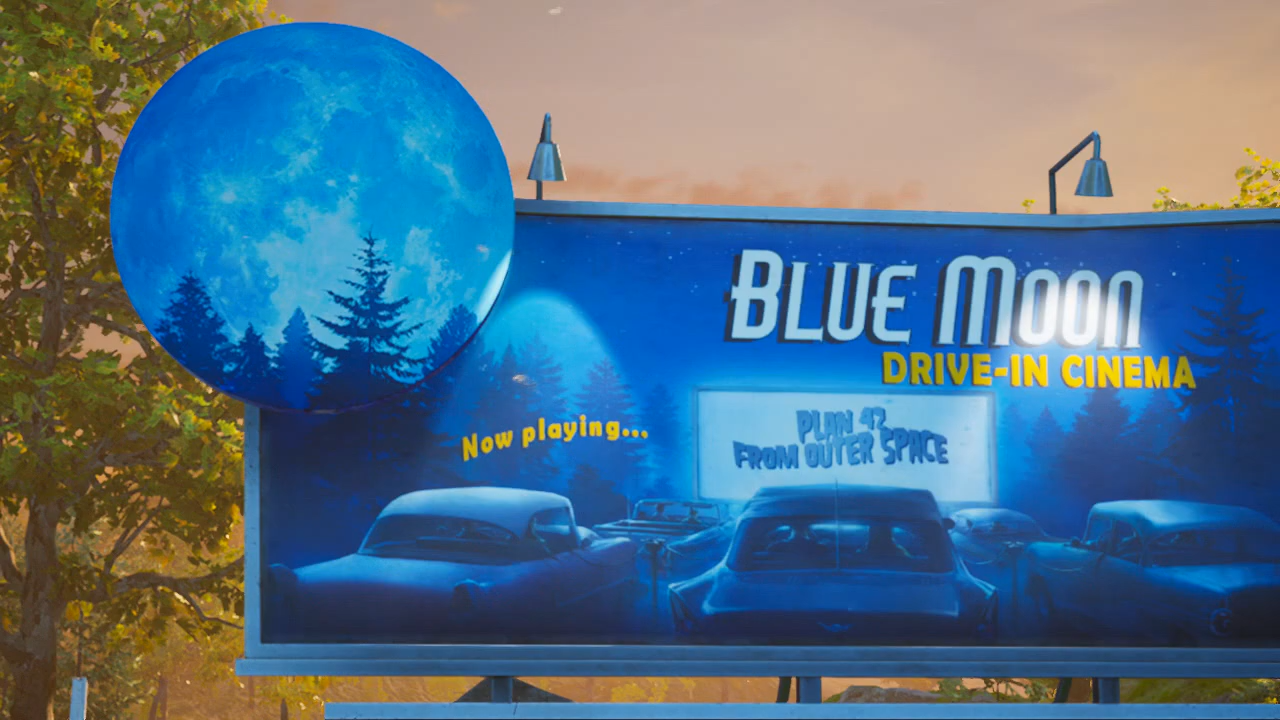 BLUE MOON
DRIVE-IN CINEMA
PLAN 42
FROM OUTER SPACE
Now playing...